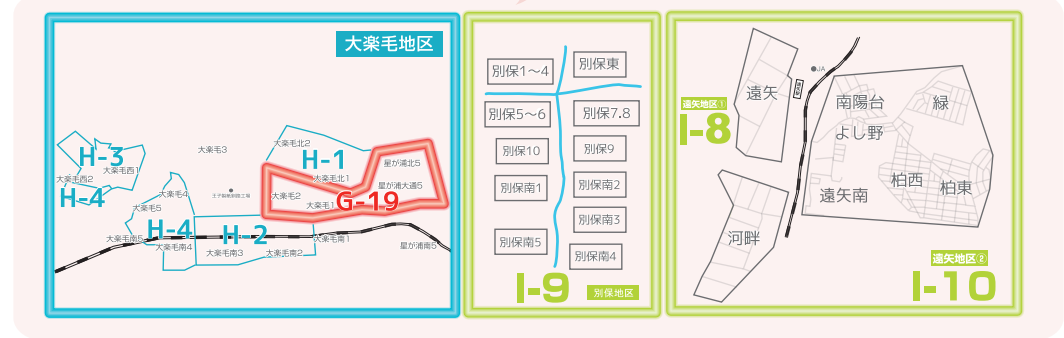 大楽毛地区
大楽毛3
大楽毛北2
H-1
大楽毛北1
星が浦北5
星が浦大通5
大楽毛2
大楽毛1
G-19
H-3
大楽毛西1
大楽毛西2
H-4
大楽毛4
大楽毛5
H-4
H-2
大楽毛南5
大楽毛南4
大楽毛南3
大楽毛南2
大楽毛南1
星が浦南5
別保1～4
別保東
別保5～6
別保7.8
別保10
別保9
別保南1
別保南2
別保南3
別保南5
別保南4
I-9
別保地区
遠矢地区①
I-8
遠矢
河畔
JA
南陽台
緑
よし野
遠矢南
柏西
柏東
遠矢地区②
I-10